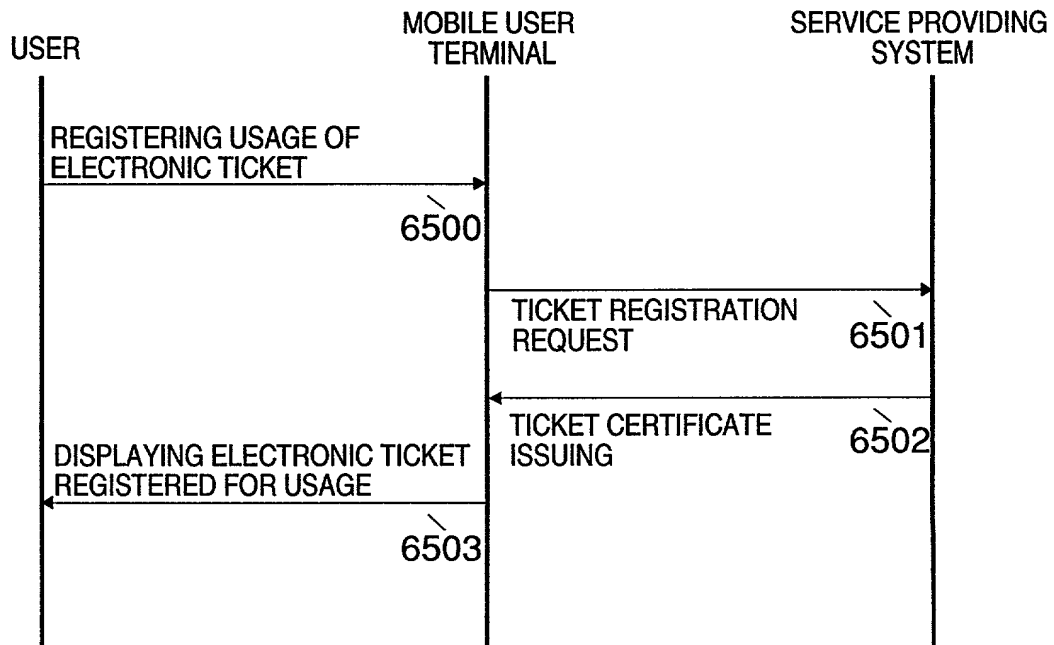 USER
MOBILE USER
TERMINAL
SERVICE PROVIDING
SYSTEM
REGISTERING USAGE OF
ELECTRONIC TICKET
6500
TICKET REGISTRATION
REQUEST
6501
TICKET CERTIFICATE
ISSUING
6502
DISPLAYING ELECTRONIC TICKET
REGISTERED FOR USAGE
6503